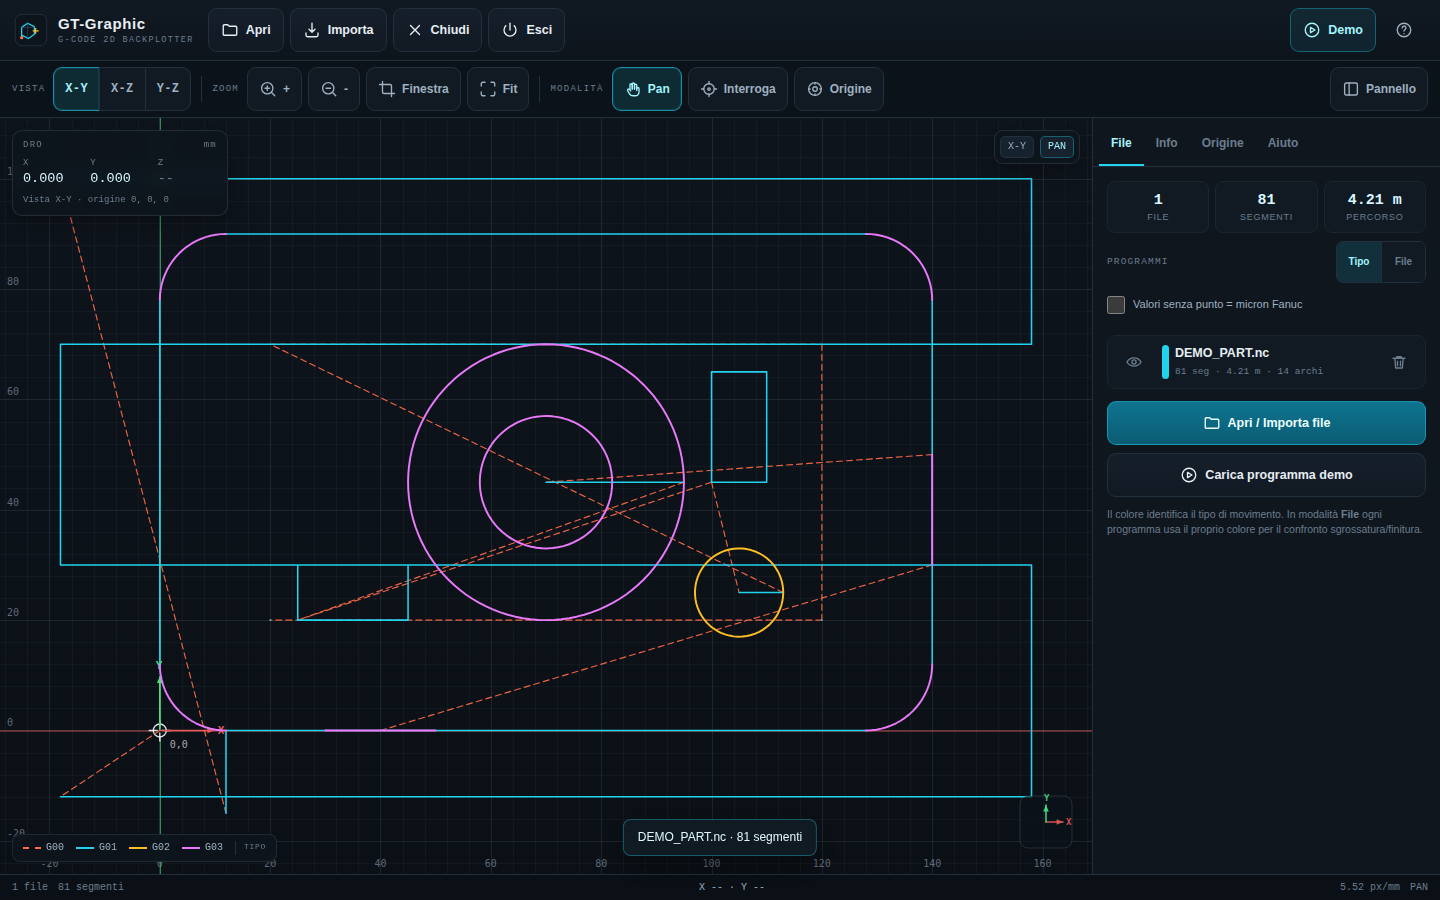 GT-Graphic
G-CODE 2D BACKPLOTTER
Apri
Importa
Chiudi
Esci
Demo
VISTA
X-Y
X-Z
Y-Z
ZOOM
+
-
Finestra
Fit
MODALITÀ
Pan
Interroga
Origine
Pannello
DRO
mm
X
Y
Z
0.000
0.000
--
Vista X-Y · origine 0, 0, 0
X-Y
PAN
80
60
40
20
0
-20
Y
X
0,0
Y
X
G00
G01
G02
G03
TIPO
DEMO_PART.nc · 81 segmenti
-20
0
20
40
60
80
100
120
140
160
File
Info
Origine
Aiuto
1
FILE
81
SEGMENTI
4.21 m
PERCORSO
PROGRAMMI
Tipo
File
Valori senza punto = micron Fanuc
DEMO_PART.nc
81 seg · 4.21 m · 14 archi
Apri / Importa file
Carica programma demo
Il colore identifica il tipo di movimento. In modalità File ogni
programma usa il proprio colore per il confronto sgrossatura/finitura.
1 file
81 segmenti
X -- · Y --
5.52 px/mm
PAN